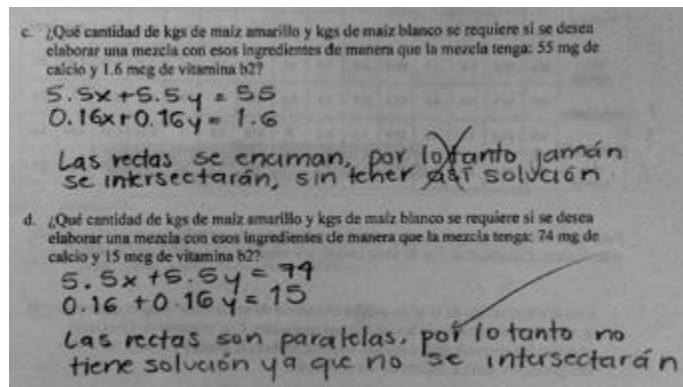 c. ¿Qué cantidad de kgs de maíz amarillo y kgs de maíz blanco se requiere si se desea
elaborar una mezcla con esos ingredientes de manera que la mezcla tenga: 55 mg de
calcio y 1.6 mcg de vitamina b2?
5.5x+5.5y = 55
0.16x+0.16y = 1.6
Las rectas se enciman, por lo tanto jamán
se intersectarán, sin tener así solución.
d. ¿Qué cantidad de kgs de maíz amarillo y kgs de maíz blanco se requiere si se desea
elaborar una mezcla con esos ingredientes de manera que la mezcla tenga: 74 mg de
calcio y 15 mcg de vitamina b2?
5.5x +5.5y = 74
0.16 +0.16y = 15
Las rectas son paralelas, por lo tanto no
tiene solución ya que no se intersectarán